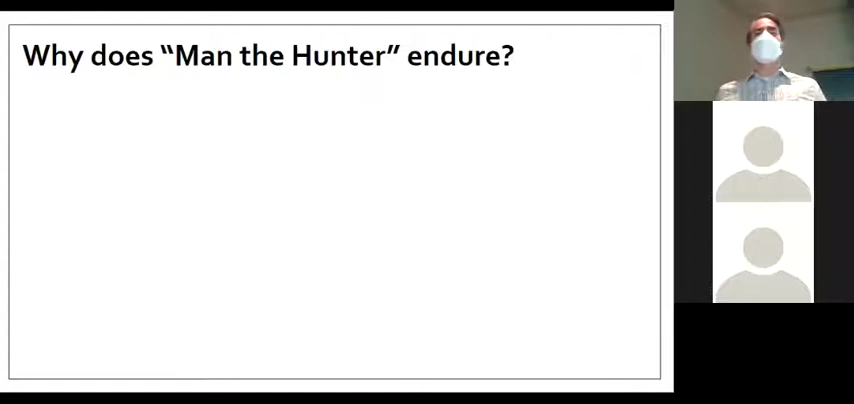 Why does “Man the Hunter” endure?